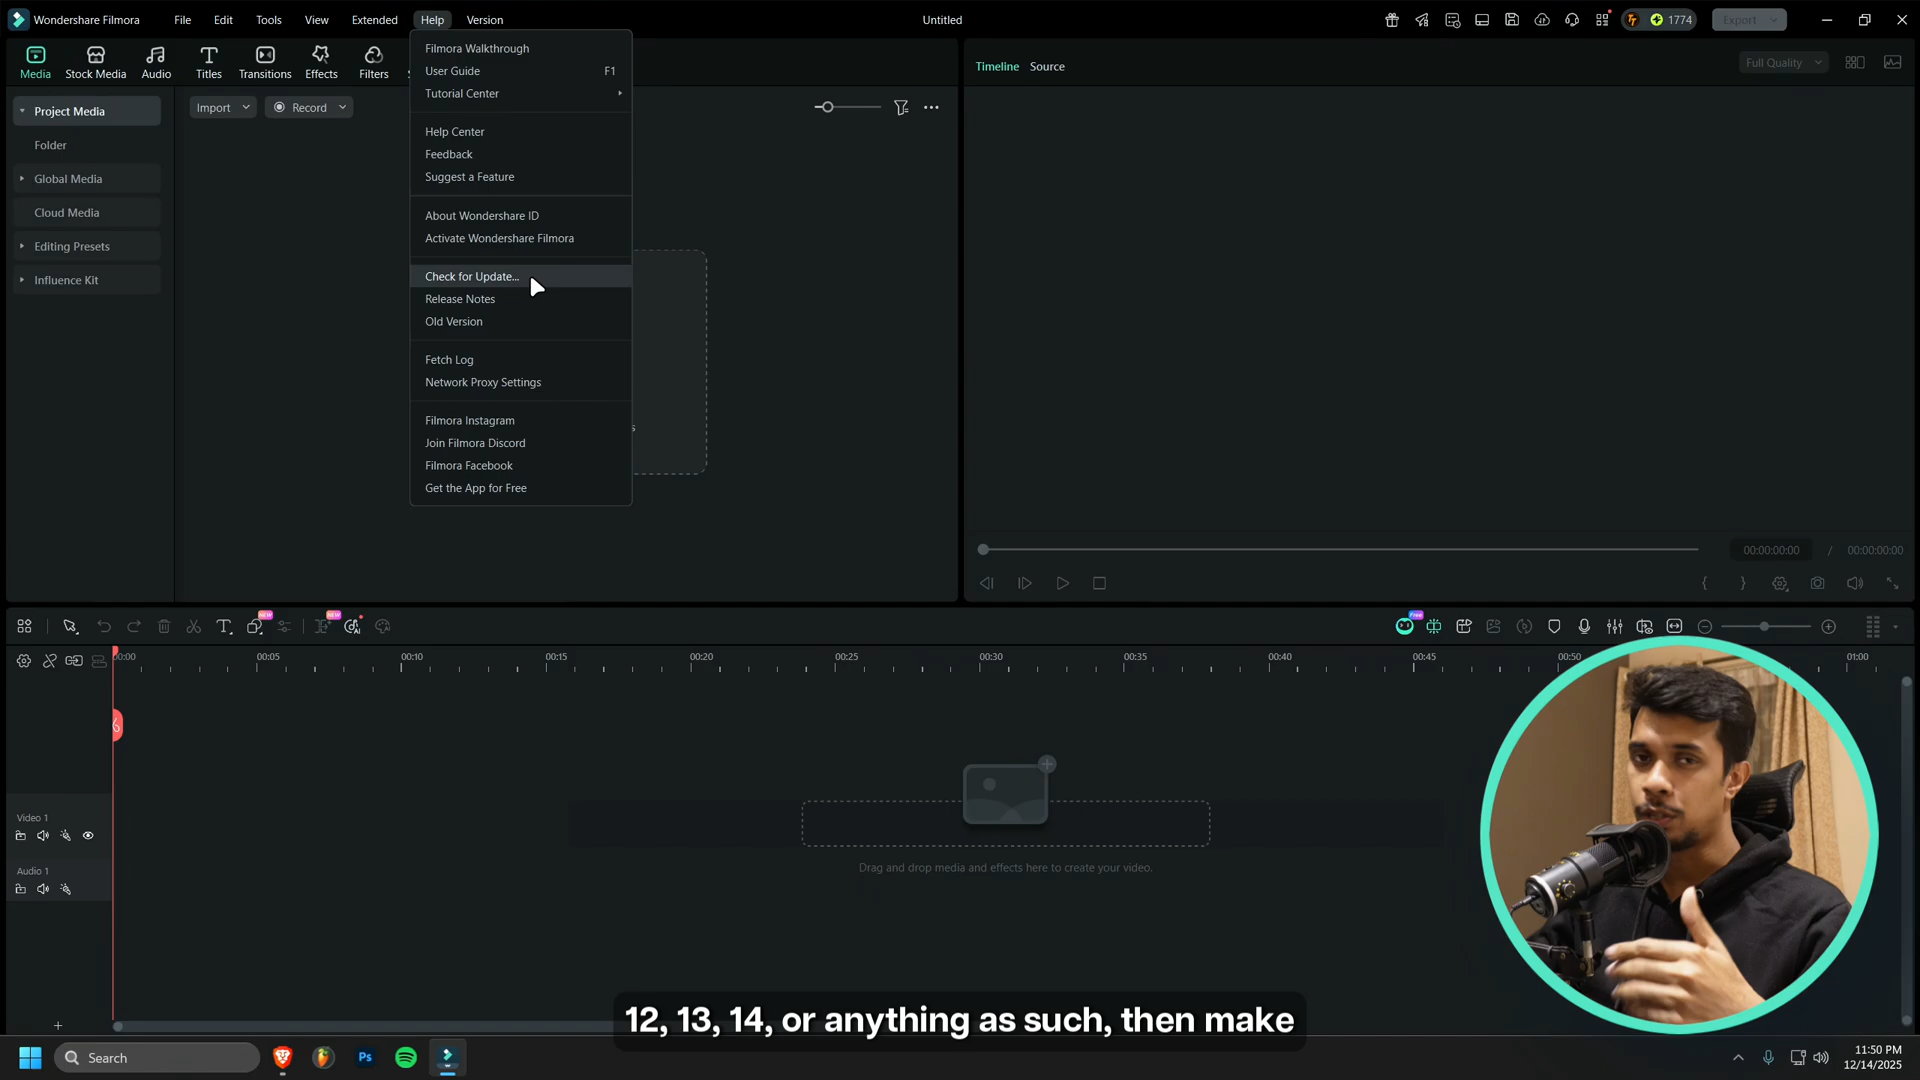 Wondershare Filmora File Edit Tools View Extended Help Version Untitled 1774 Export
Media Stock Media Audio Titles Transitions Effects Filters
Filmora Walkthrough
User Guide F1
Tutorial Center
Help Center
Feedback
Suggest a Feature
About Wondershare ID
Activate Wondershare Filmora
Check for Update...
Release Notes
Old Version
Fetch Log
Network Proxy Settings
Filmora Instagram
Join Filmora Discord
Filmora Facebook
Get the App for Free
Import Record
Project Media
Folder
Global Media
Cloud Media
Editing Presets
Influence Kit
Timeline Source Full Quality
00:00:00:00 / 00:00:00:00
NEW NEW Free
00:00 00:05 00:10 00:15 00:20 00:25 00:30 00:35 00:40 00:45 00:50 01:00
Video 1
Audio 1
Drag and drop media and effects here to create your video.
12, 13, 14, or anything as such, then make
Search
Ps
11:50 PM
12/14/2025